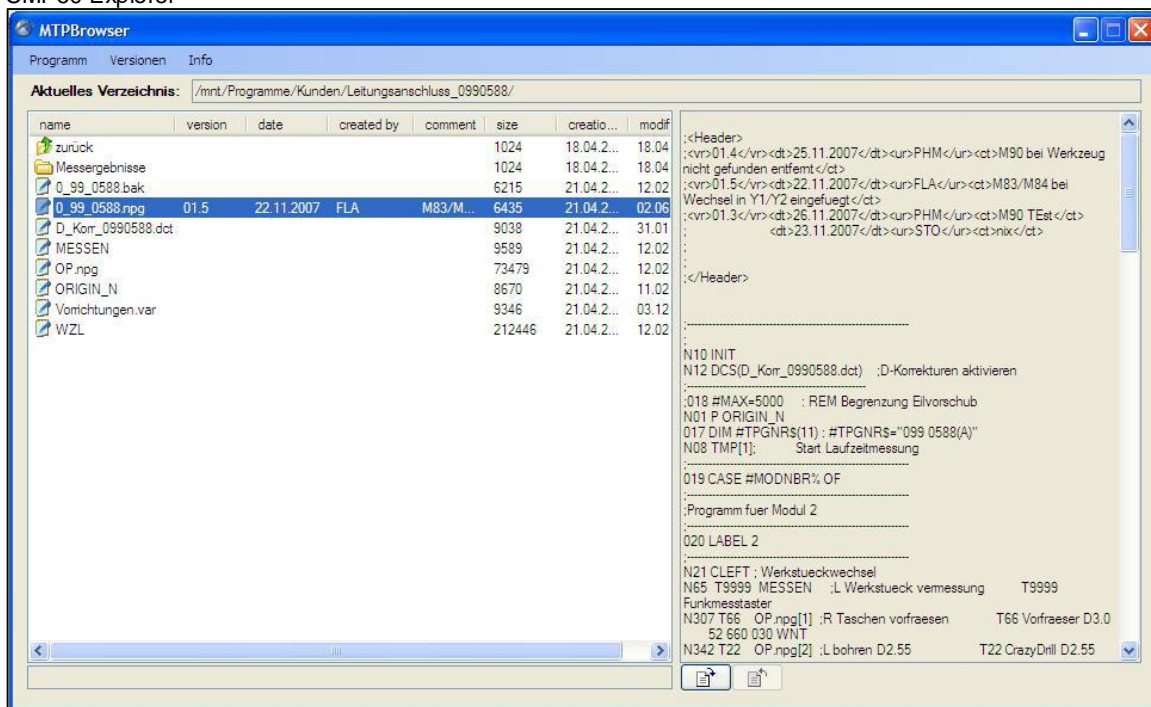 MTPBrowser
Programm Versionen Info
Aktuelles Verzeichnis: /mnt/Programme/Kunden/Leitungsanschluss_0990588/
name version date created by comment size creatio... modif
zurück 1024 18.04.2... 18.04
Messergebnisse 1024 18.04.2... 18.04
0_99_0588.bak 6215 21.04.2... 12.02
0_99_0588.npg 01.5 22.11.2007 FLA M83/M... 6435 21.04.2... 02.06
D_Korr_0990588.dct 9038 21.04.2... 31.01
MESSEN 9589 21.04.2... 12.02
OP.npg 73479 21.04.2... 12.02
ORIGIN_N 8670 21.04.2... 11.02
Vorrichtungen.var 9346 21.04.2... 03.12
WZL 212446 21.04.2... 12.02
;<Header>
;<vr>01.4</vr><dt>25.11.2007</dt><ur>PHM</ur><ct>M90 bei Werkzeug
nicht gefunden entfernt</ct>
;<vr>01.5</vr><dt>22.11.2007</dt><ur>FLA</ur><ct>M83/M84 bei
Wechsel in Y1/Y2 eingefuegt</ct>
;<vr>01.3</vr><dt>26.11.2007</dt><ur>PHM</ur><ct>M90 TEst</ct>
; <dt>23.11.2007</dt><ur>STO</ur><ct>nix</ct>
;
;
;</Header>
;------------------------------------------------------------
;
N10 INIT
N12 DCS(D_Korr_0990588.dct) ;D-Korrekturen aktivieren
;------------------------------------------------
;018 #MAX=5000 : REM Begrenzung Eilvorschub
N01 P ORIGIN_N
017 DIM #TPGNR$(11) : #TPGNR$="099 0588(A)"
N08 TMP[1]; Start Laufzeitmessung
;------------------------------------------------------------
019 CASE #MODNBR% OF
;------------------------------------------------------------
;Programm fuer Modul 2
;------------------------------------------------------------
020 LABEL 2
;------------------------------------------------------------
N21 CLEFT ; Werkstueckwechsel
N65 T9999 MESSEN ;L Werkstueck vermessung T9999
Funkmesstaster
N307 T66 OP.npg[1] ;R Taschen vorfraesen T66 Vorfraeser D3.0
52 660 030 WNT
N342 T22 OP.npg[2] ;L bohren D2.55 T22 CrazyDrill D2.55